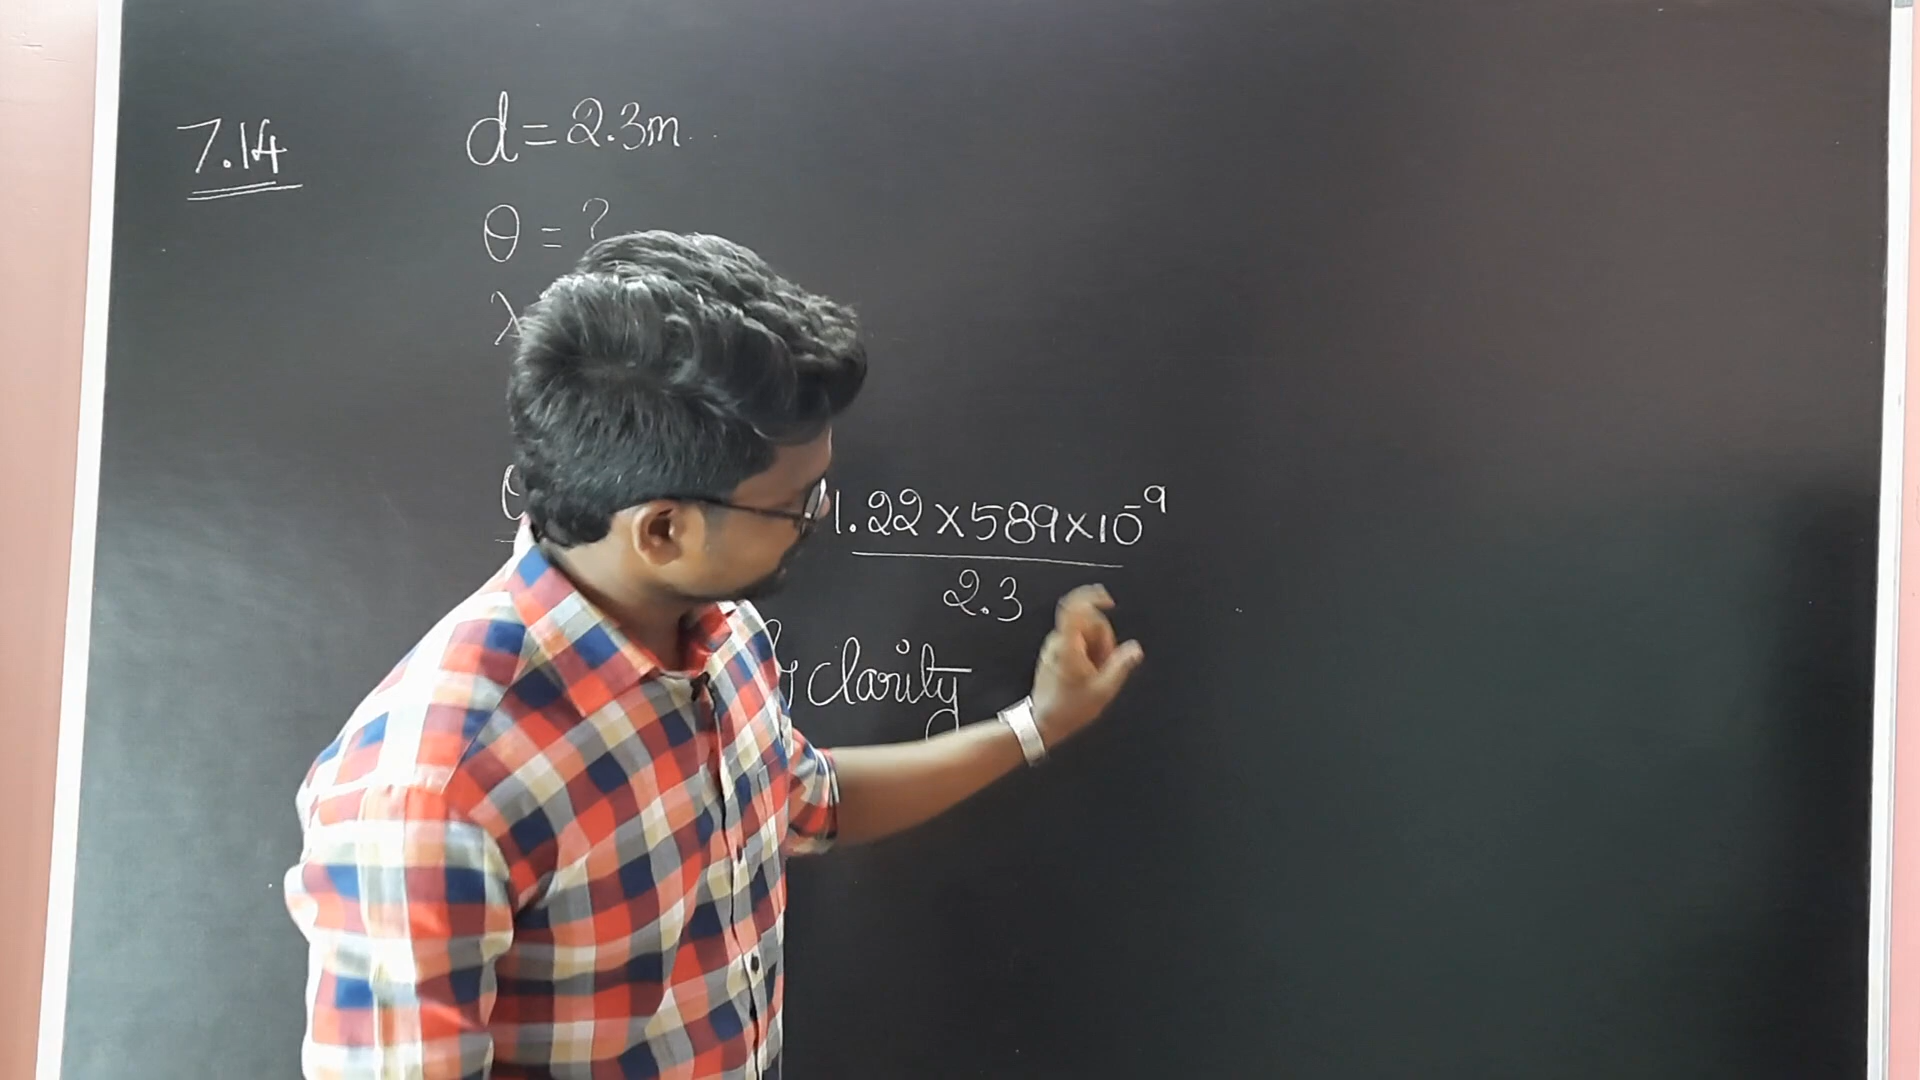 7.14
d = 2.3m
θ = ?
λ
1.22 × 589 × 10⁻⁹
2.3
clarity